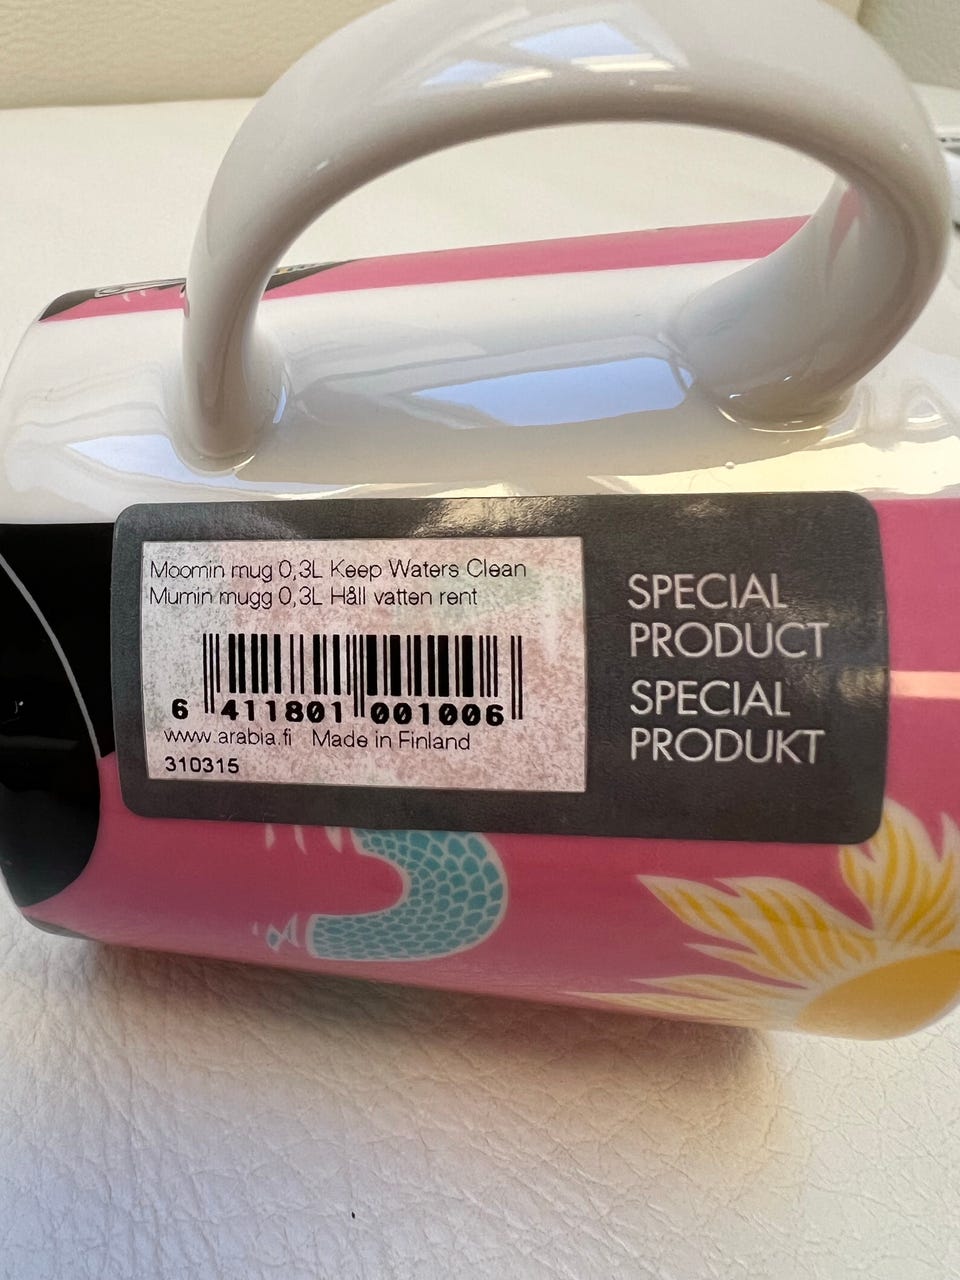 Moomin mug 0,3L Keep Waters Clean
Mumin mugg 0,3L Håll vatten rent
6 411801 001006
www.arabia.fi Made in Finland
310315
SPECIAL
PRODUCT
SPECIAL
PRODUKT